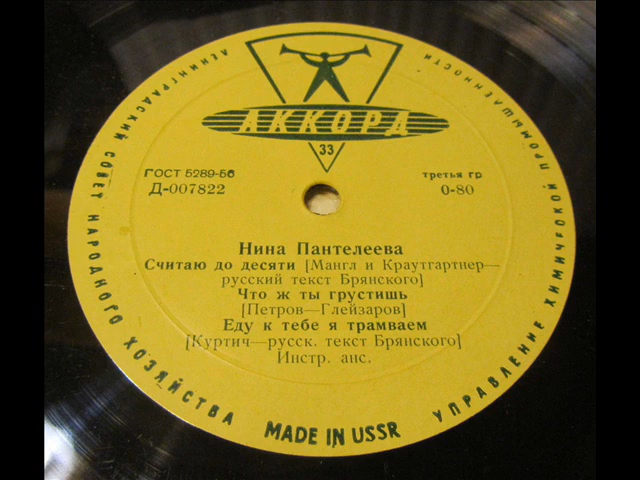 ЛЕНИНГРАДСКИЙ СОВЕТ НАРОДНОГО ХОЗЯЙСТВА
УПРАВЛЕНИЕ ХИМИЧЕСКОЙ ПРОМЫШЛЕННОСТИ
АККОРД
33
ГОСТ 5289-56
третья гр
Д-007822
0-80
Нина Пантелеева
Считаю до десяти [Мангл и Краутгартнер—
русский текст Брянского]
Что ж ты грустишь
[Петров—Глейзаров]
Еду к тебе я трамваем
[Куртич—русск. текст Брянского]
Инстр. анс.
MADE IN USSR